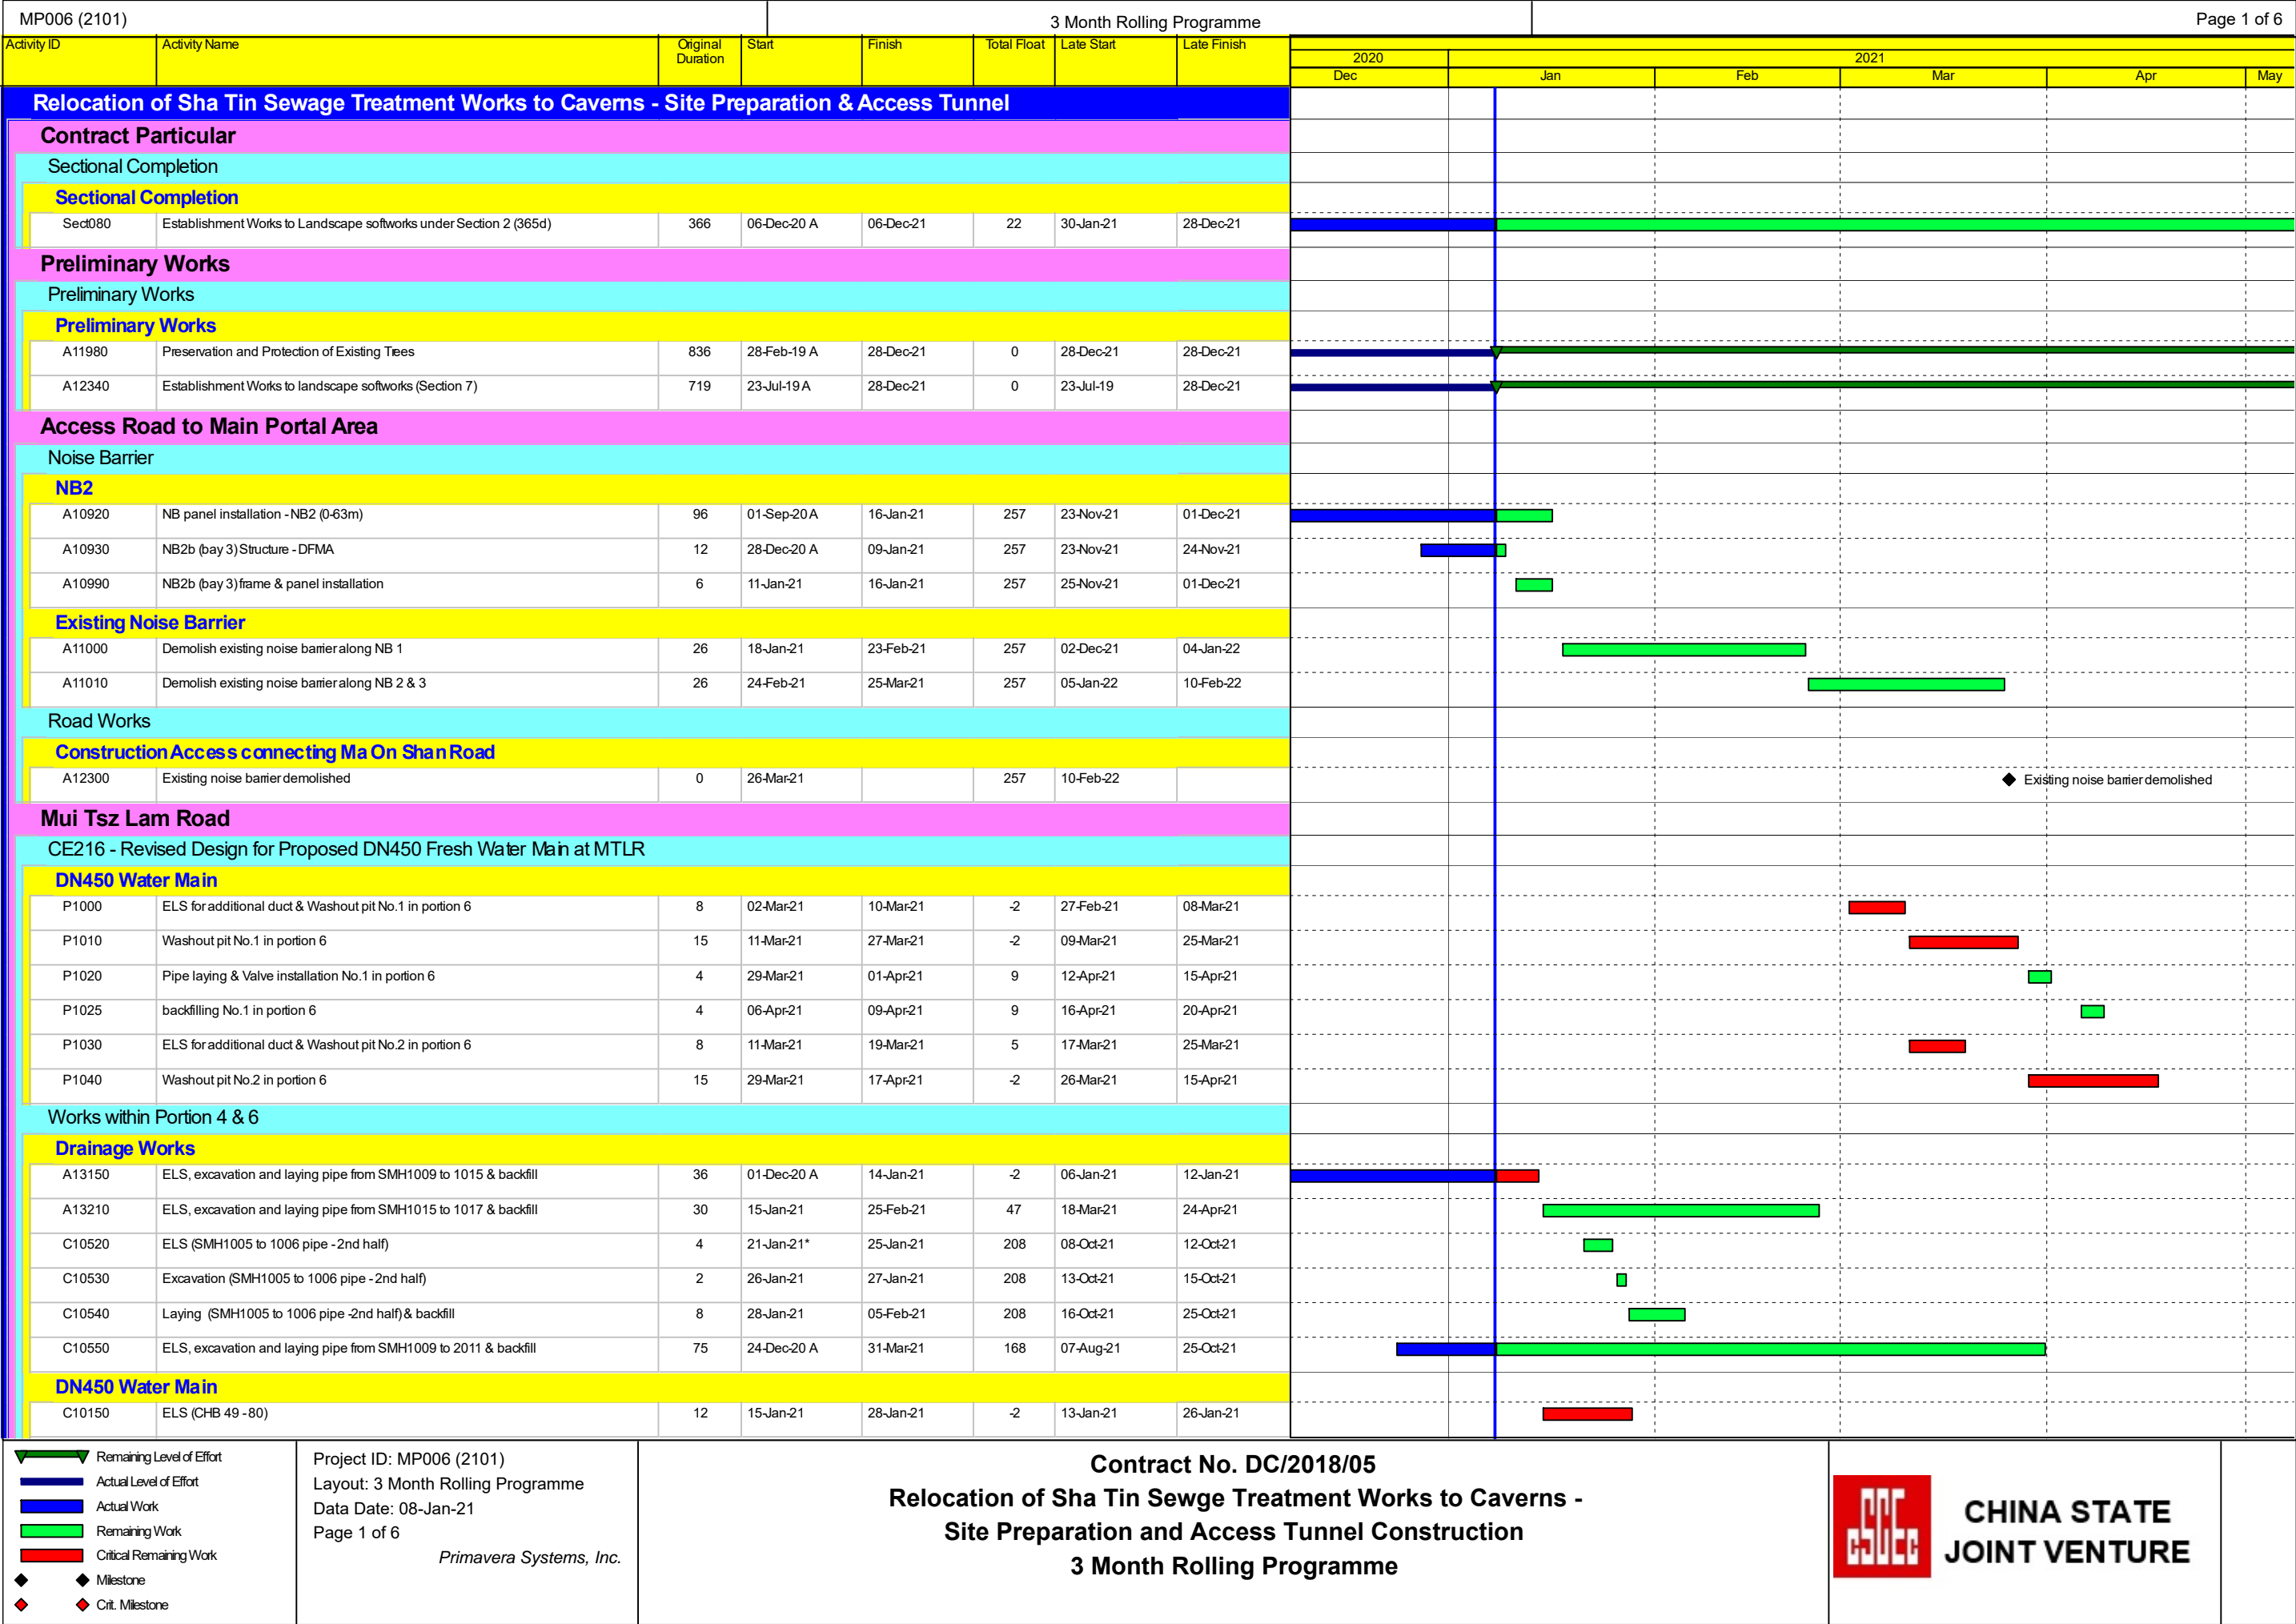 MP006 (2101)
3 Month Rolling Programme
Page 1 of 6
Activity ID Activity Name Original Duration Start Finish Total Float Late Start Late Finish
2020 2021
Dec Jan Feb Mar Apr May
Relocation of Sha Tin Sewage Treatment Works to Caverns - Site Preparation & Access Tunnel
Contract Particular
Sectional Completion
Sectional Completion
Sect080 Establishment Works to Landscape softworks under Section 2 (365d) 366 06-Dec-20 A 06-Dec-21 22 30-Jan-21 28-Dec-21
Preliminary Works
Preliminary Works
Preliminary Works
A11980 Preservation and Protection of Existing Trees 836 28-Feb-19 A 28-Dec-21 0 28-Dec-21 28-Dec-21
A12340 Establishment Works to landscape softworks (Section 7) 719 23-Jul-19 A 28-Dec-21 0 23-Jul-19 28-Dec-21
Access Road to Main Portal Area
Noise Barrier
NB2
A10920 NB panel installation - NB2 (0-63m) 96 01-Sep-20 A 16-Jan-21 257 23-Nov-21 01-Dec-21
A10930 NB2b (bay 3) Structure - DFMA 12 28-Dec-20 A 09-Jan-21 257 23-Nov-21 24-Nov-21
A10990 NB2b (bay 3) frame & panel installation 6 11-Jan-21 16-Jan-21 257 25-Nov-21 01-Dec-21
Existing Noise Barrier
A11000 Demolish existing noise barrier along NB 1 26 18-Jan-21 23-Feb-21 257 02-Dec-21 04-Jan-22
A11010 Demolish existing noise barrier along NB 2 & 3 26 24-Feb-21 25-Mar-21 257 05-Jan-22 10-Feb-22
Road Works
Construction Access connecting Ma On Shan Road
A12300 Existing noise barrier demolished 0 26-Mar-21 257 10-Feb-22 Existing noise barrier demolished
Mui Tsz Lam Road
CE216 - Revised Design for Proposed DN450 Fresh Water Main at MTLR
DN450 Water Main
P1000 ELS for additional duct & Washout pit No.1 in portion 6 8 02-Mar-21 10-Mar-21 -2 27-Feb-21 08-Mar-21
P1010 Washout pit No.1 in portion 6 15 11-Mar-21 27-Mar-21 -2 09-Mar-21 25-Mar-21
P1020 Pipe laying & Valve installation No.1 in portion 6 4 29-Mar-21 01-Apr-21 9 12-Apr-21 15-Apr-21
P1025 backfilling No.1 in portion 6 4 06-Apr-21 09-Apr-21 9 16-Apr-21 20-Apr-21
P1030 ELS for additional duct & Washout pit No.2 in portion 6 8 11-Mar-21 19-Mar-21 5 17-Mar-21 25-Mar-21
P1040 Washout pit No.2 in portion 6 15 29-Mar-21 17-Apr-21 -2 26-Mar-21 15-Apr-21
Works within Portion 4 & 6
Drainage Works
A13150 ELS, excavation and laying pipe from SMH1009 to 1015 & backfill 36 01-Dec-20 A 14-Jan-21 -2 06-Jan-21 12-Jan-21
A13210 ELS, excavation and laying pipe from SMH1015 to 1017 & backfill 30 15-Jan-21 25-Feb-21 47 18-Mar-21 24-Apr-21
C10520 ELS (SMH1005 to 1006 pipe - 2nd half) 4 21-Jan-21* 25-Jan-21 208 08-Oct-21 12-Oct-21
C10530 Excavation (SMH1005 to 1006 pipe - 2nd half) 2 26-Jan-21 27-Jan-21 208 13-Oct-21 15-Oct-21
C10540 Laying (SMH1005 to 1006 pipe -2nd half) & backfill 8 28-Jan-21 05-Feb-21 208 16-Oct-21 25-Oct-21
C10550 ELS, excavation and laying pipe from SMH1009 to 2011 & backfill 75 24-Dec-20 A 31-Mar-21 168 07-Aug-21 25-Oct-21
DN450 Water Main
C10150 ELS (CHB 49 - 80) 12 15-Jan-21 28-Jan-21 -2 13-Jan-21 26-Jan-21
Remaining Level of Effort
Actual Level of Effort
Actual Work
Remaining Work
Critical Remaining Work
Milestone
Crit. Milestone
Project ID: MP006 (2101)
Layout: 3 Month Rolling Programme
Data Date: 08-Jan-21
Page 1 of 6
Primavera Systems, Inc.
Contract No. DC/2018/05
Relocation of Sha Tin Sewge Treatment Works to Caverns -
Site Preparation and Access Tunnel Construction
3 Month Rolling Programme
CSCEC
CHINA STATE
JOINT VENTURE